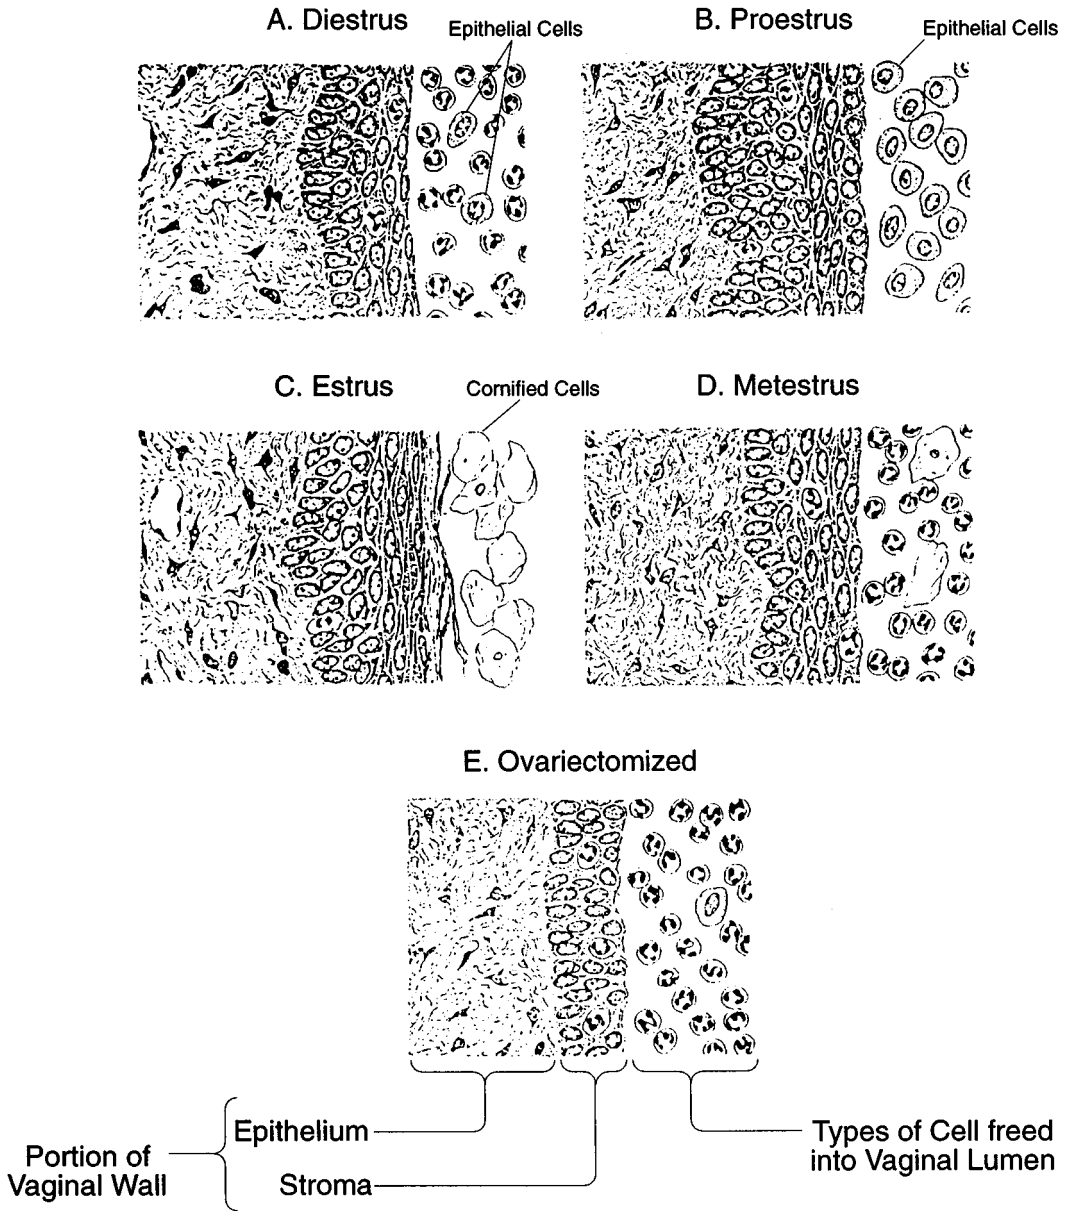 A. Diestrus
Epithelial Cells
B. Proestrus
Epithelial Cells
C. Estrus
Cornified Cells
D. Metestrus
E. Ovariectomized
Epithelium
Stroma
Portion of
Vaginal Wall
Types of Cell freed
into Vaginal Lumen